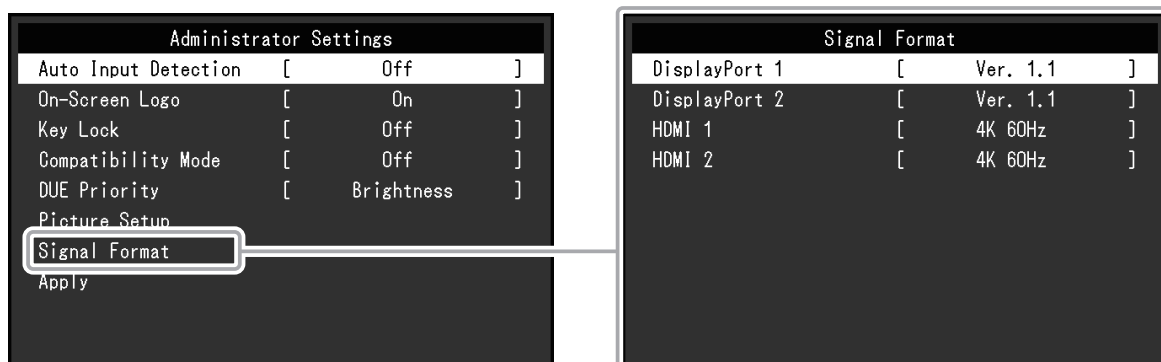 Administrator Settings
Auto Input Detection [ Off ]
On-Screen Logo [ On ]
Key Lock [ Off ]
Compatibility Mode [ Off ]
DUE Priority [ Brightness ]
Picture Setup
Signal Format
Apply
Signal Format
DisplayPort 1 [ Ver. 1.1 ]
DisplayPort 2 [ Ver. 1.1 ]
HDMI 1 [ 4K 60Hz ]
HDMI 2 [ 4K 60Hz ]